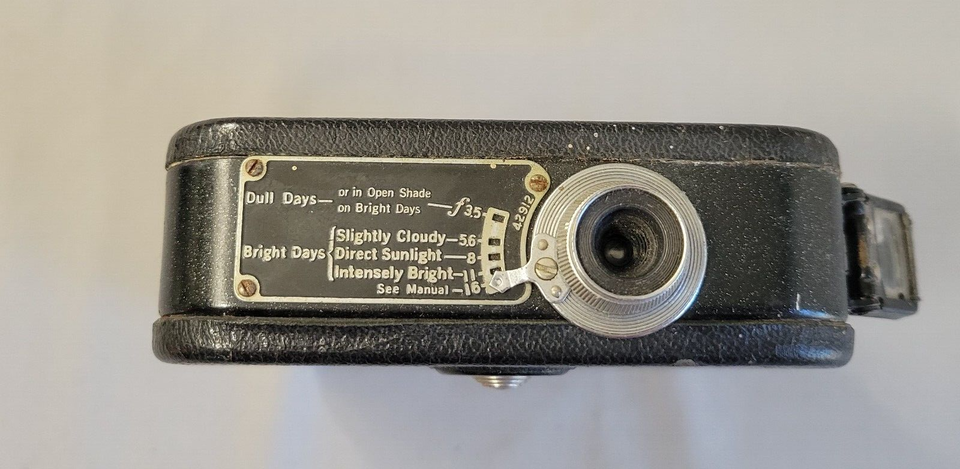 Dull Days— or in Open Shade
on Bright Days —f 3.5
42912
Bright Days { Slightly Cloudy—5.6
Direct Sunlight—8
Intensely Bright—11
See Manual—16